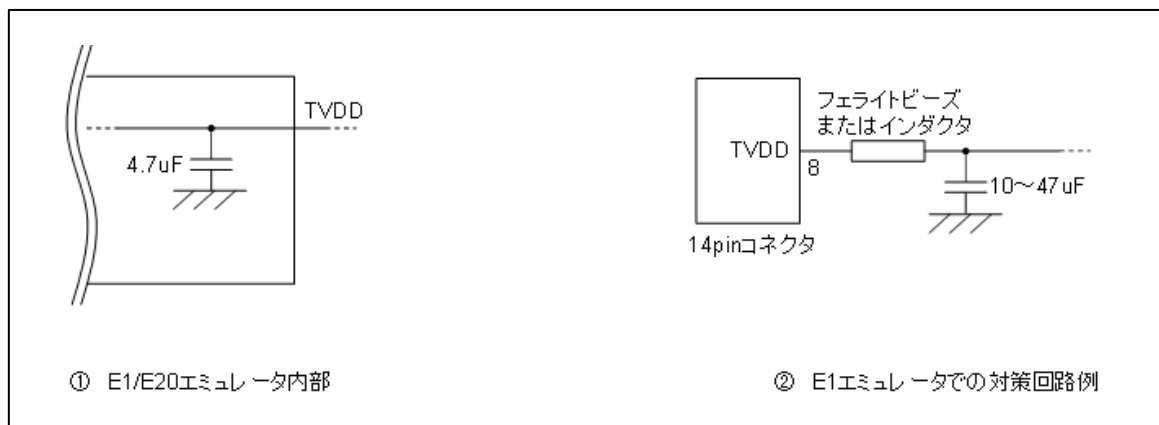 TVDD
4.7uF
① E1/E20エミュレータ内部
フェライトビーズ
またはインダクタ
TVDD
8
10～47uF
14pinコネクタ
② E1エミュレータでの対策回路例